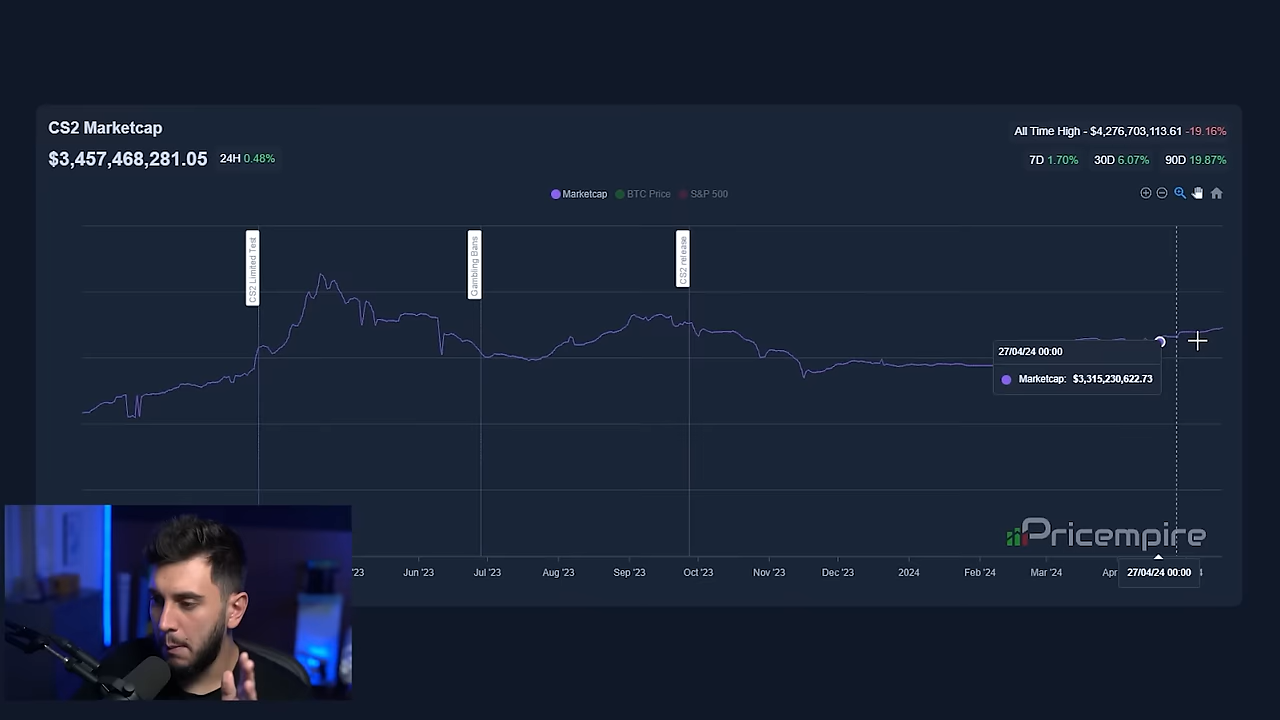 CS2 Marketcap
$3,457,468,281.05 24H 0.48%
All Time High - $4,276,703,113.61 -19.16%
7D 1.70% 30D 6.07% 90D 19.87%
Marketcap BTC Price S&P 500
CS2 Limited Test
Gambling Bans
CS2 release
27/04/24 00:00
Marketcap: $3,315,230,622.73
Pricempire
'23 Jun '23 Jul '23 Aug '23 Sep '23 Oct '23 Nov '23 Dec '23 2024 Feb '24 Mar '24 Apr 27/04/24 00:00